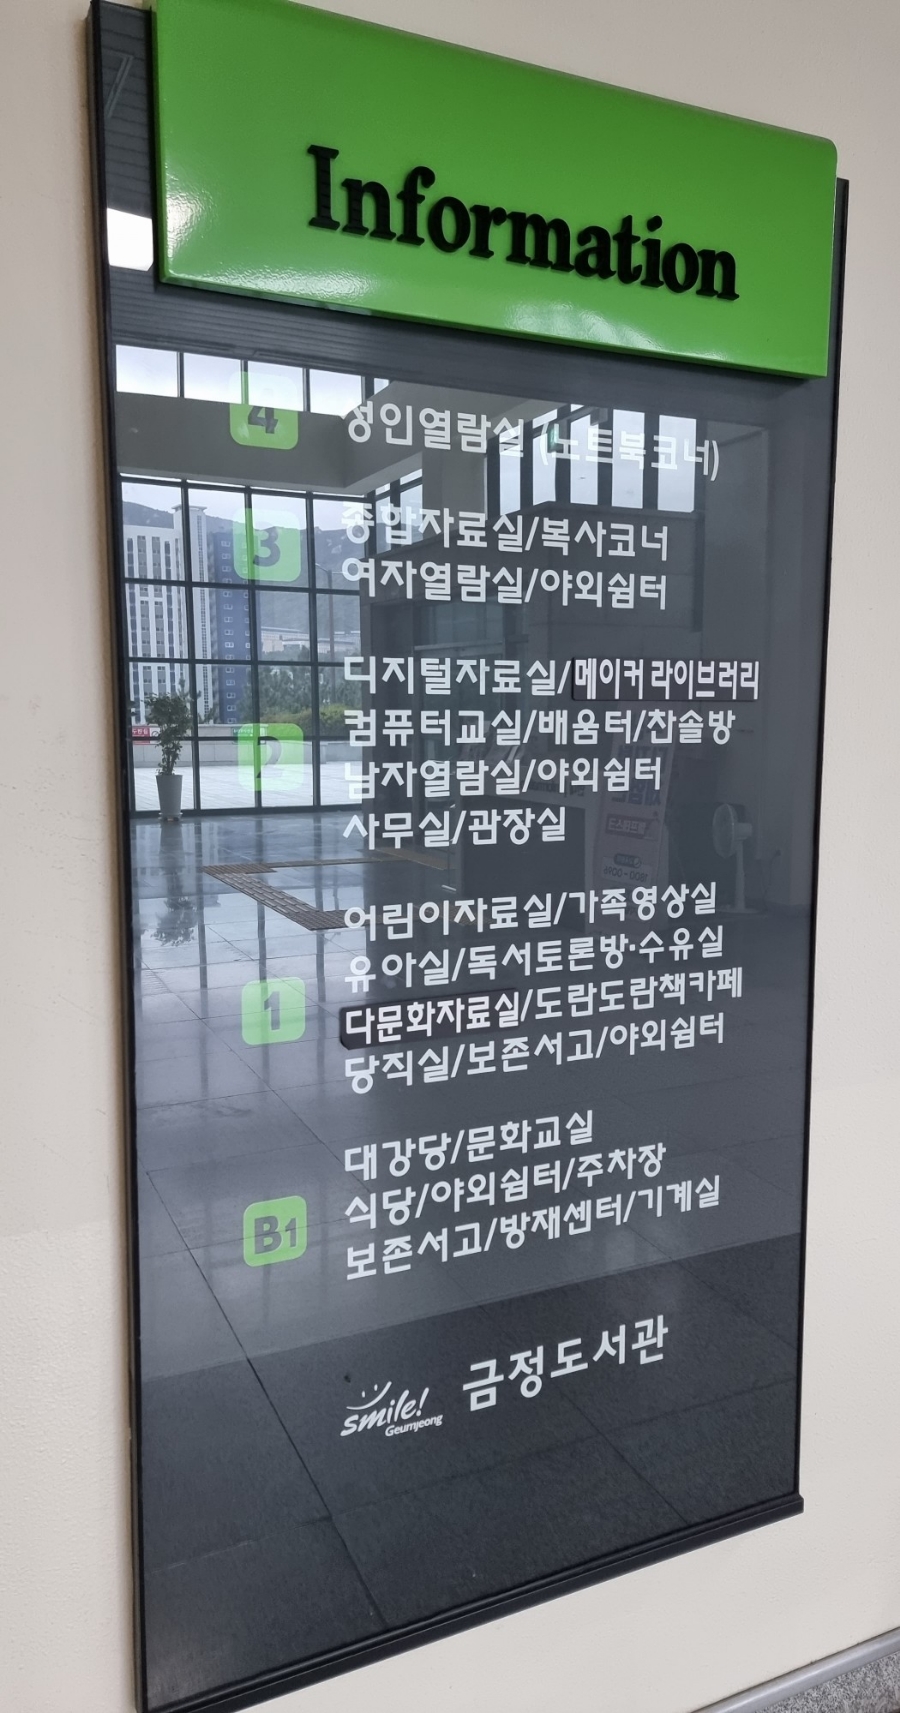 Information
4
성인열람실 (노트북코너)
3
종합자료실/복사코너
여자열람실/야외쉼터
2
디지털자료실/메이커 라이브러리
컴퓨터교실/배움터/찬솔방
남자열람실/야외쉼터
사무실/관장실
1
어린이자료실/가족영상실
유아실/독서토론방·수유실
다문화자료실/도란도란책카페
당직실/보존서고/야외쉼터
B1
대강당/문화교실
식당/야외쉼터/주차장
보존서고/방재센터/기계실
smile!
Geumjeong
금정도서관